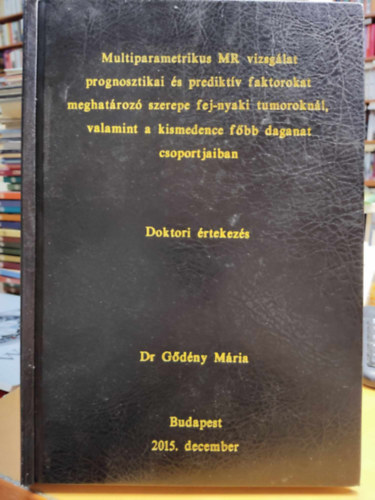 Multiparametrikus MR vizsgálat
prognosztikai és prediktív faktorokat
meghatározó szerepe fej-nyaki tumoroknál,
valamint a kismedence főbb daganat
csoportjaiban
Doktori értekezés
Dr Gődény Mária
Budapest
2015. december